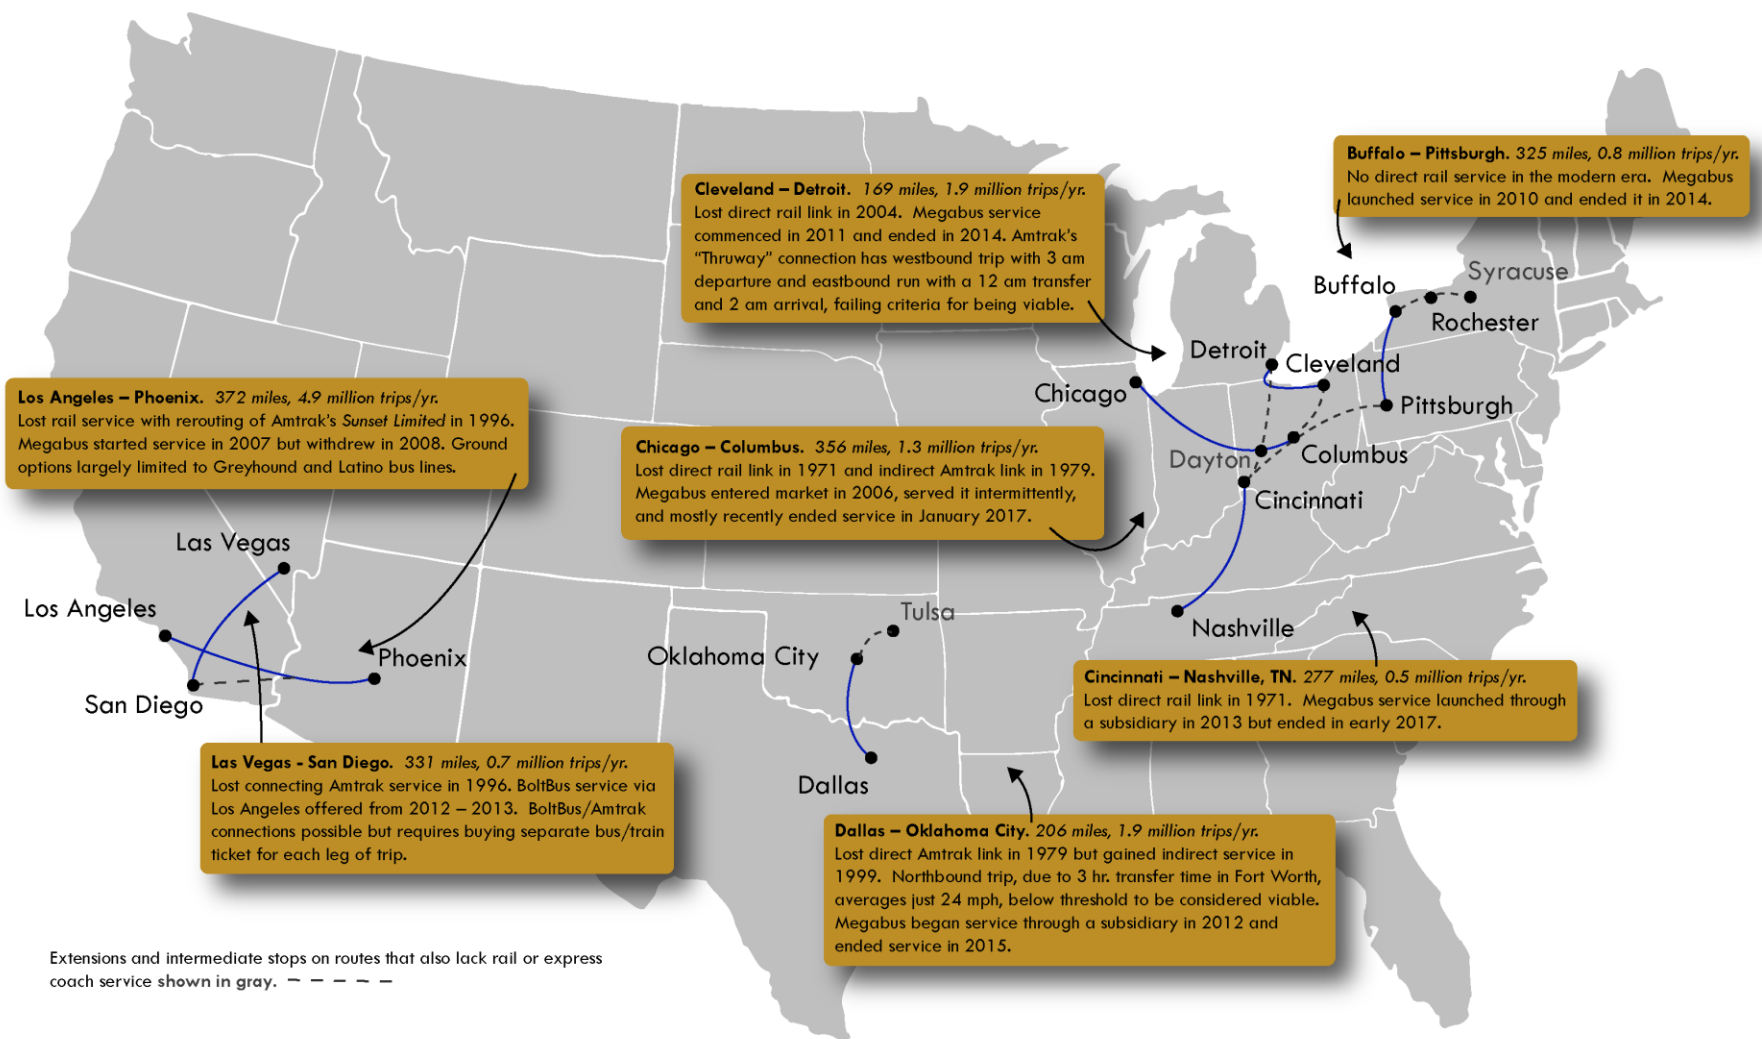 Buffalo – Pittsburgh. 325 miles, 0.8 million trips/yr.
No direct rail service in the modern era. Megabus
launched service in 2010 and ended it in 2014.
Cleveland – Detroit. 169 miles, 1.9 million trips/yr.
Lost direct rail link in 2004. Megabus service
commenced in 2011 and ended in 2014. Amtrak's
"Thruway" connection has westbound trip with 3 am
departure and eastbound run with a 12 am transfer
and 2 am arrival, failing criteria for being viable.
Syracuse
Buffalo
Rochester
Detroit
Cleveland
Chicago
Pittsburgh
Los Angeles – Phoenix. 372 miles, 4.9 million trips/yr.
Lost rail service with rerouting of Amtrak's Sunset Limited in 1996.
Megabus started service in 2007 but withdrew in 2008. Ground
options largely limited to Greyhound and Latino bus lines.
Chicago – Columbus. 356 miles, 1.3 million trips/yr.
Lost direct rail link in 1971 and indirect Amtrak link in 1979.
Megabus entered market in 2006, served it intermittently,
and mostly recently ended service in January 2017.
Dayton
Columbus
Cincinnati
Las Vegas
Los Angeles
Phoenix
San Diego
Tulsa
Oklahoma City
Dallas
Nashville
Cincinnati – Nashville, TN. 277 miles, 0.5 million trips/yr.
Lost direct rail link in 1971. Megabus service launched through
a subsidiary in 2013 but ended in early 2017.
Las Vegas - San Diego. 331 miles, 0.7 million trips/yr.
Lost connecting Amtrak service in 1996. BoltBus service via
Los Angeles offered from 2012 – 2013. BoltBus/Amtrak
connections possible but requires buying separate bus/train
ticket for each leg of trip.
Dallas – Oklahoma City. 206 miles, 1.9 million trips/yr.
Lost direct Amtrak link in 1979 but gained indirect service in
1999. Northbound trip, due to 3 hr. transfer time in Fort Worth,
averages just 24 mph, below threshold to be considered viable.
Megabus began service through a subsidiary in 2012 and
ended service in 2015.
Extensions and intermediate stops on routes that also lack rail or express
coach service shown in gray.